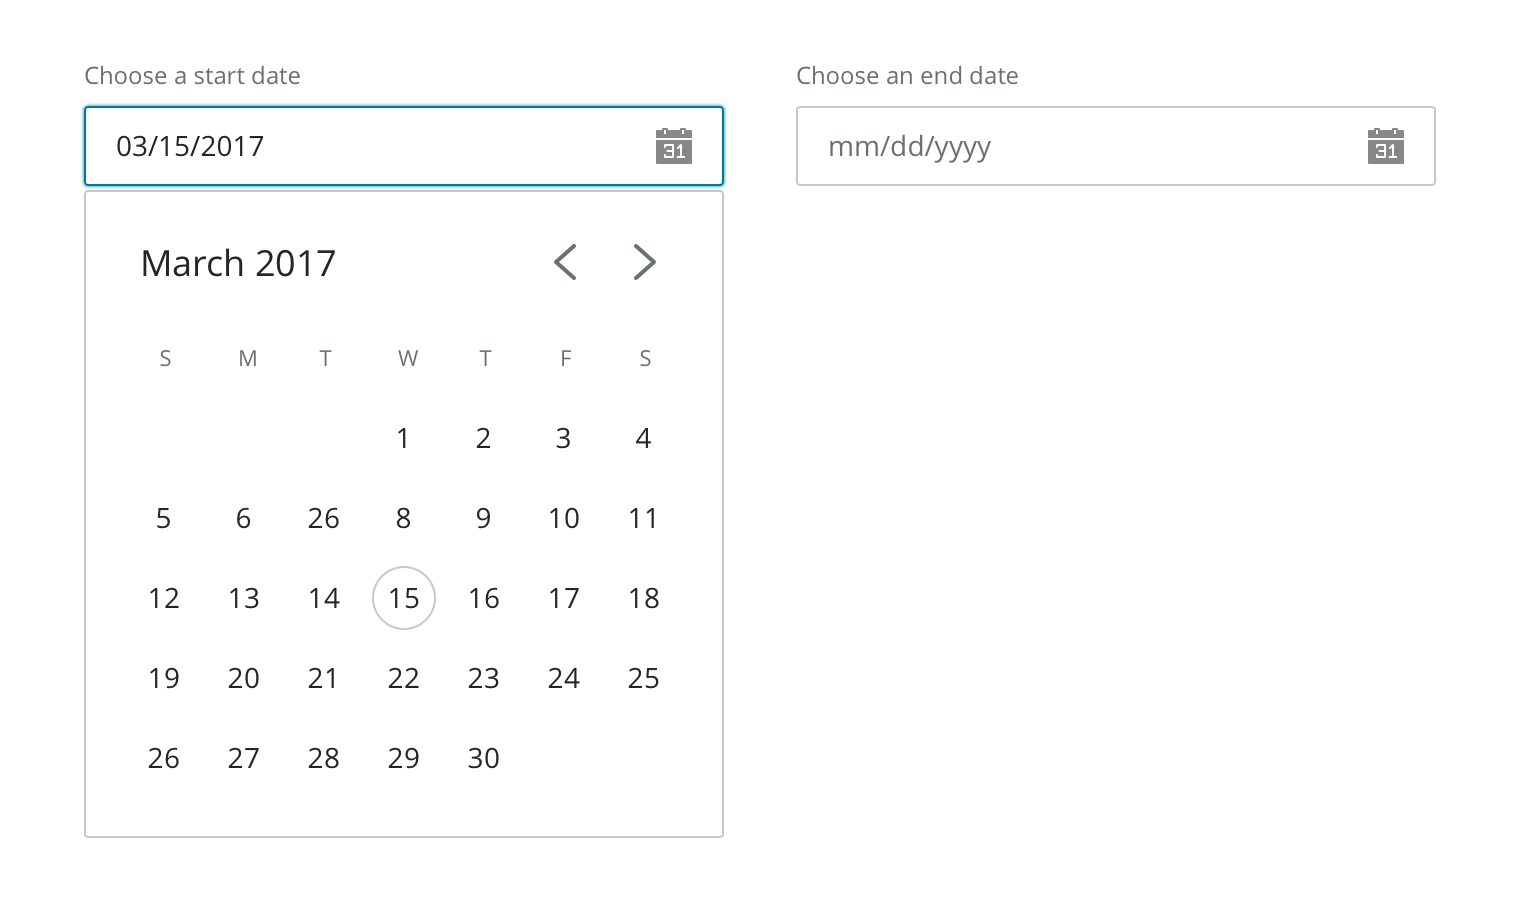 Choose a start date Choose an end date
03/15/2017 31 mm/dd/yyyy 31
March 2017
S M T W T F S
1 2 3 4
5 6 26 8 9 10 11
12 13 14 15 16 17 18
19 20 21 22 23 24 25
26 27 28 29 30